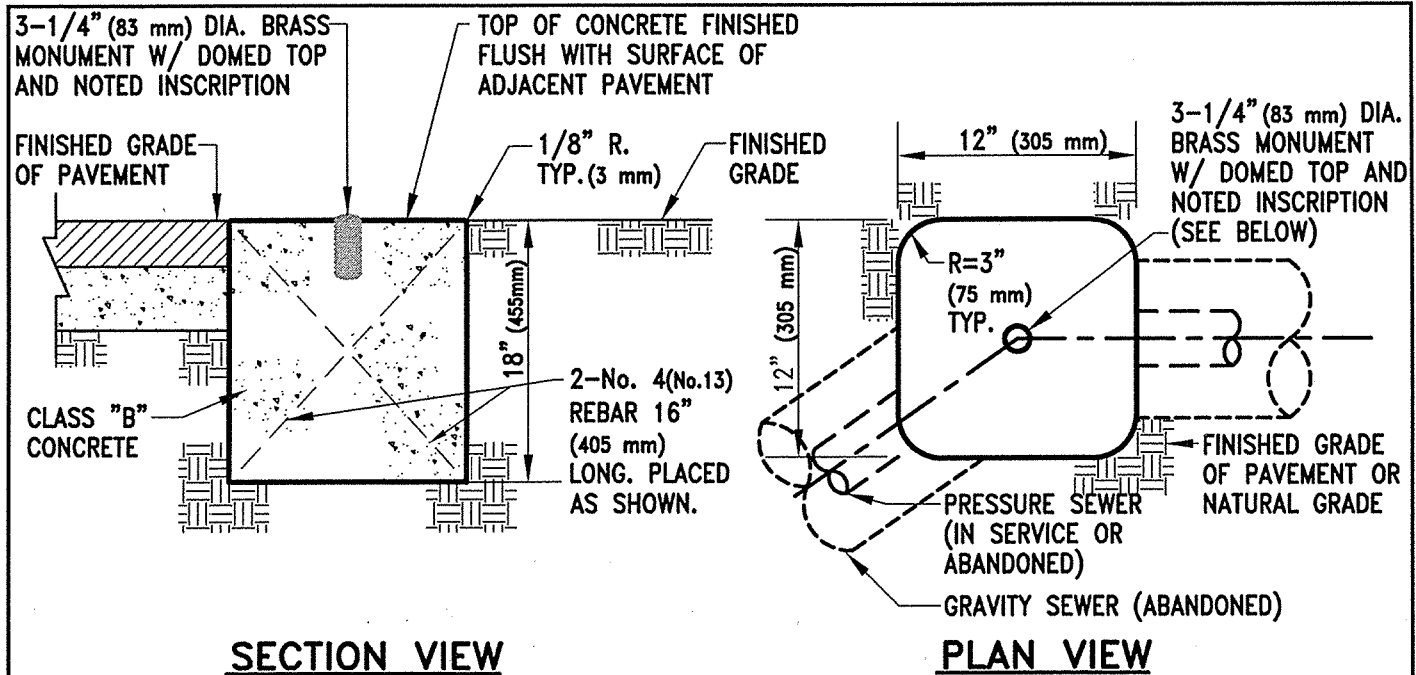 3-1/4" (83 mm) DIA. BRASS
MONUMENT W/ DOMED TOP
AND NOTED INSCRIPTION
TOP OF CONCRETE FINISHED
FLUSH WITH SURFACE OF
ADJACENT PAVEMENT
FINISHED GRADE
OF PAVEMENT
1/8" R.
TYP. (3 mm)
FINISHED
GRADE
18" (455mm)
CLASS "B"
CONCRETE
2-No. 4(No.13)
REBAR 16"
(405 mm)
LONG. PLACED
AS SHOWN.
SECTION VIEW
12" (305 mm)
3-1/4" (83 mm) DIA.
BRASS MONUMENT
W/ DOMED TOP AND
NOTED INSCRIPTION
(SEE BELOW)
12" (305 mm)
R=3"
(75 mm)
TYP.
FINISHED GRADE
OF PAVEMENT OR
NATURAL GRADE
PRESSURE SEWER
(IN SERVICE OR
ABANDONED)
GRAVITY SEWER (ABANDONED)
PLAN VIEW